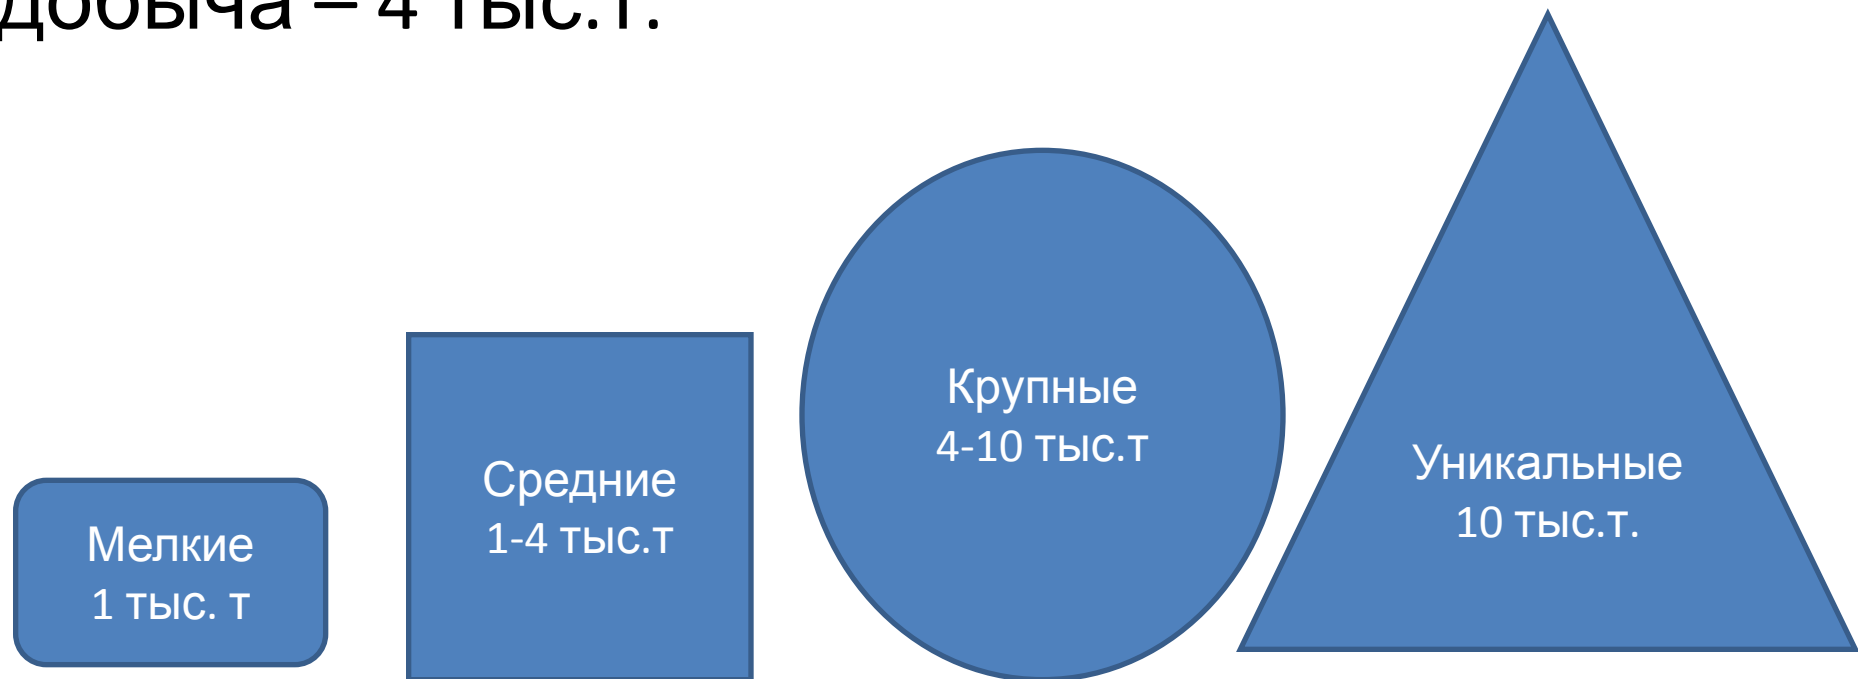 добыча – 4 тыс.т.
Мелкие
1 тыс. т
Средние
1-4 тыс.т
Крупные
4-10 тыс.т
Уникальные
10 тыс.т.